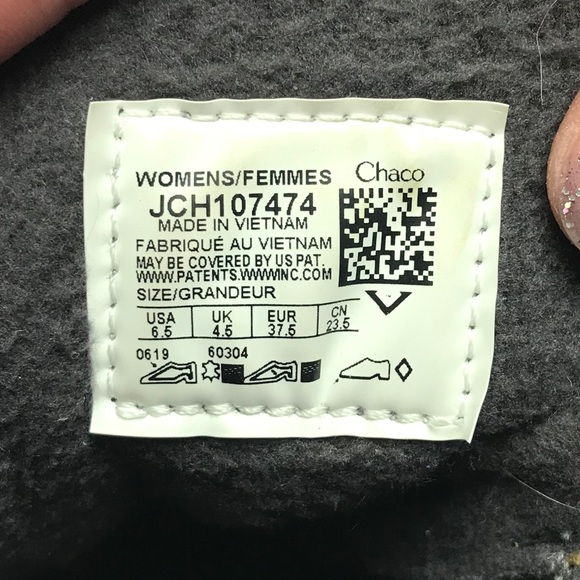 WOMENS/FEMMES Chaco
JCH107474
MADE IN VIETNAM
FABRIQUÉ AU VIETNAM
MAY BE COVERED BY US PAT.
WWW.PATENTS.WWWINC.COM
SIZE/GRANDEUR
USA UK EUR CN
6.5 4.5 37.5 23.5
0619 60304